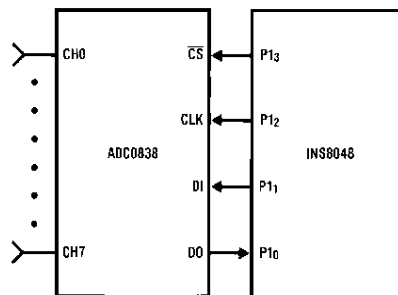 CH0 CS P13
CLK P12
ADC0838 INS8048
DI P11
CH7 DO P10